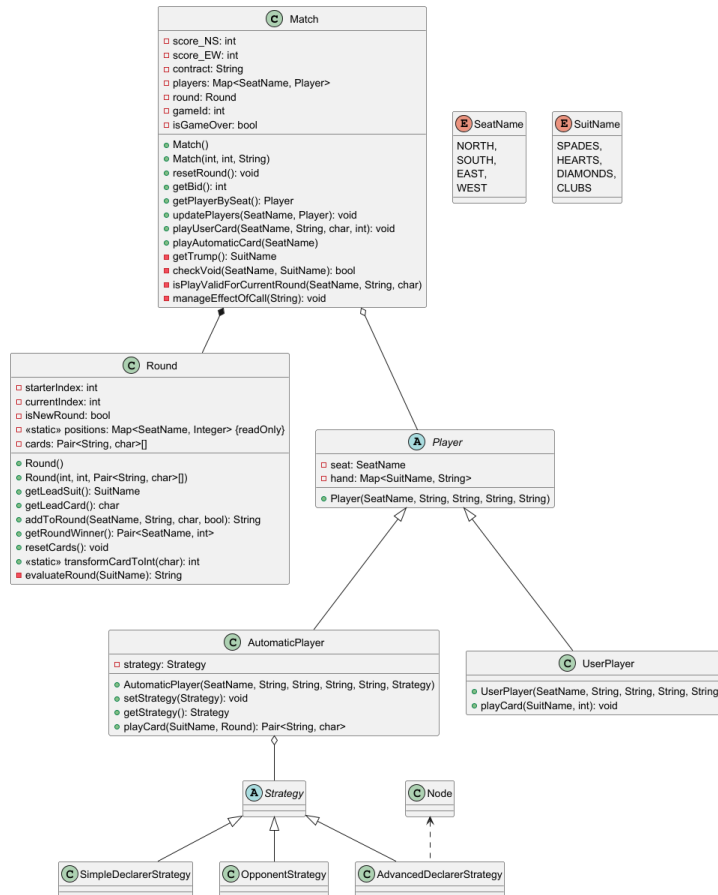 C Match
score_NS: int
score_EW: int
contract: String
players: Map<SeatName, Player>
round: Round
gameId: int
isGameOver: bool
Match()
Match(int, int, String)
resetRound(): void
getBid(): int
getPlayerBySeat(): Player
updatePlayers(SeatName, Player): void
playUserCard(SeatName, String, char, int): void
playAutomaticCard(SeatName)
getTrump(): SuitName
checkVoid(SeatName, SuitName): bool
isPlayValidForCurrentRound(SeatName, String, char)
manageEffectOfCall(String): void
E SeatName
NORTH,
SOUTH,
EAST,
WEST
E SuitName
SPADES,
HEARTS,
DIAMONDS,
CLUBS
C Round
starterIndex: int
currentIndex: int
isNewRound: bool
«static» positions: Map<SeatName, Integer> {readOnly}
cards: Pair<String, char>[]
Round()
Round(int, int, Pair<String, char>[])
getLeadSuit(): SuitName
getLeadCard(): char
addToRound(SeatName, String, char, bool): String
getRoundWinner(): Pair<SeatName, int>
resetCards(): void
«static» transformCardToInt(char): int
evaluateRound(SuitName): String
A Player
seat: SeatName
hand: Map<SuitName, String>
Player(SeatName, String, String, String, String)
C AutomaticPlayer
strategy: Strategy
AutomaticPlayer(SeatName, String, String, String, String, Strategy)
setStrategy(Strategy): void
getStrategy(): Strategy
playCard(SuitName, Round): Pair<String, char>
C UserPlayer
UserPlayer(SeatName, String, String, String, String
playCard(SuitName, int): void
A Strategy
C Node
C SimpleDeclarerStrategy
C OpponentStrategy
C AdvancedDeclarerStrategy